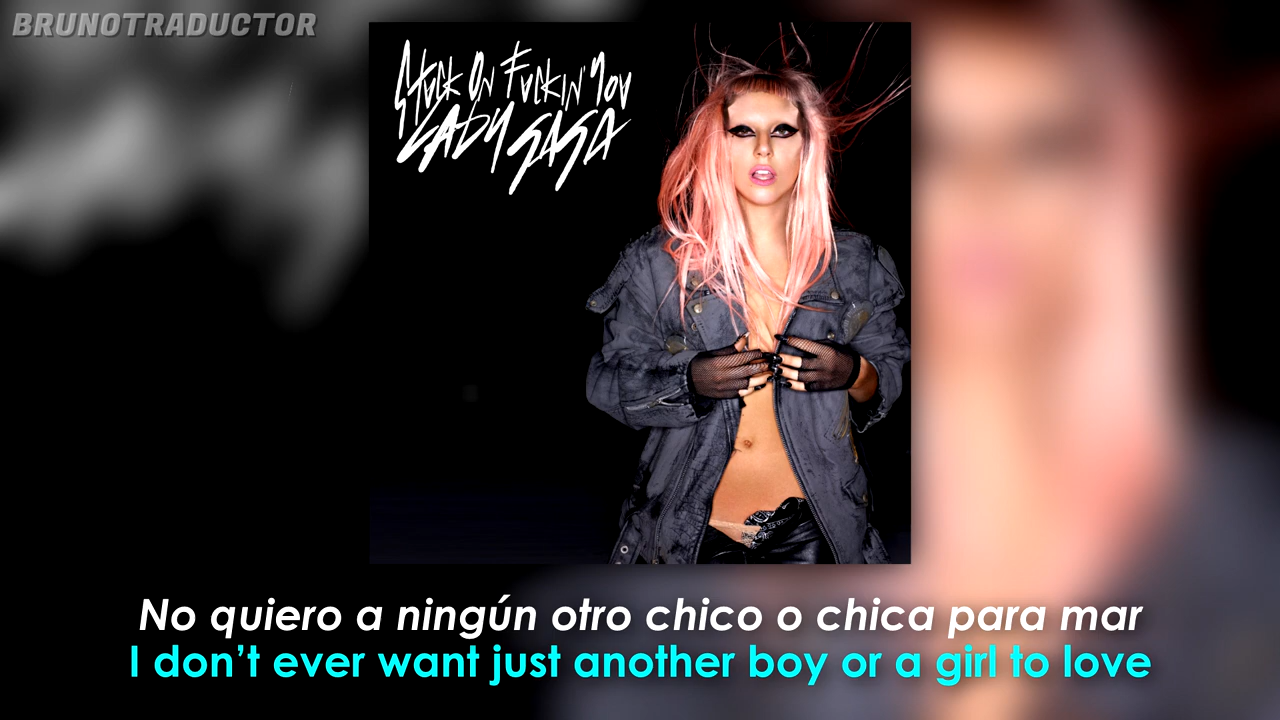 BRUNOTRADUCTOR
Stuck On Fuckin' You
LADY GAGA
No quiero a ningún otro chico o chica para mar
I don't ever want just another boy or a girl to love